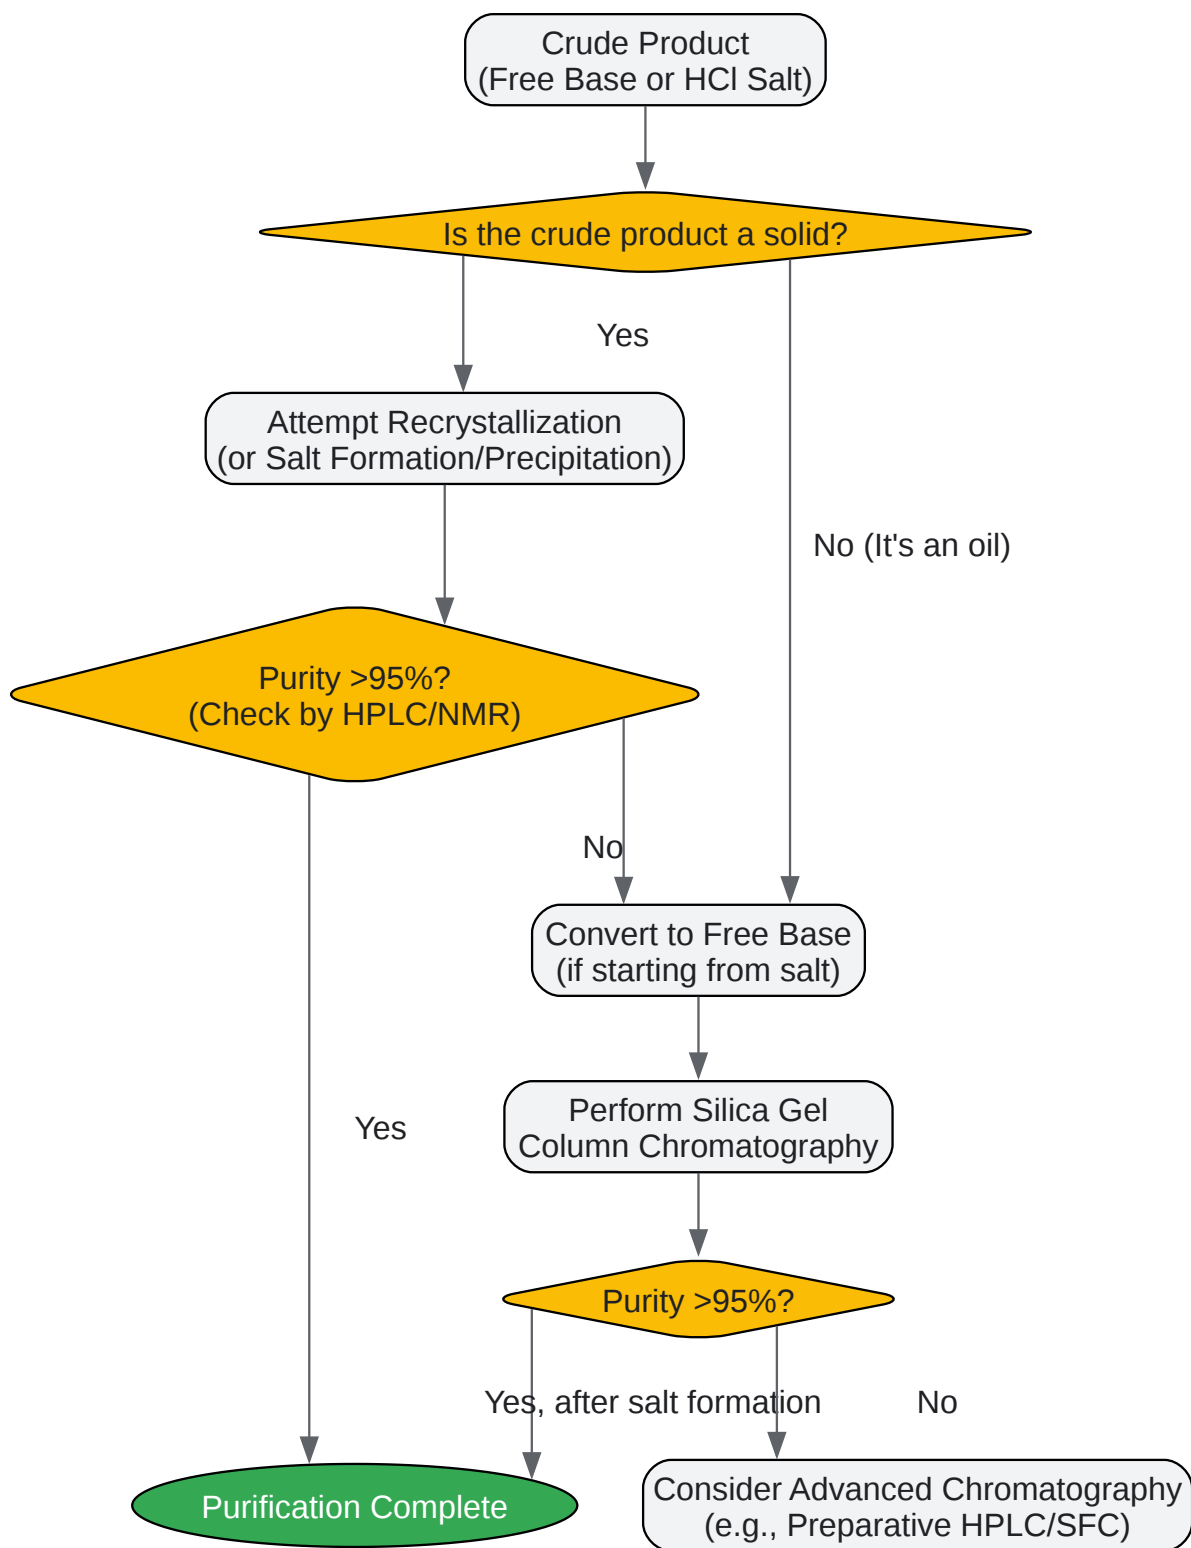 Crude Product
(Free Base or HCl Salt)
Is the crude product a solid?
Yes
Attempt Recrystallization
(or Salt Formation/Precipitation)
No (It's an oil)
Purity >95%?
(Check by HPLC/NMR)
No
Convert to Free Base
(if starting from salt)
Perform Silica Gel
Column Chromatography
Yes
Purity >95%?
Yes, after salt formation
No
Purification Complete
Consider Advanced Chromatography
(e.g., Preparative HPLC/SFC)